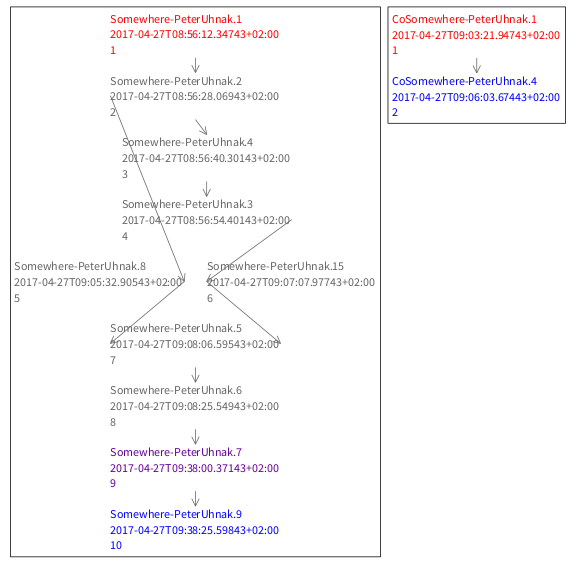 Somewhere-PeterUhnak.1
2017-04-27T08:56:12.34743+02:00
1
Somewhere-PeterUhnak.2
2017-04-27T08:56:28.06943+02:00
2
Somewhere-PeterUhnak.4
2017-04-27T08:56:40.30143+02:00
3
Somewhere-PeterUhnak.3
2017-04-27T08:56:54.40143+02:00
4
Somewhere-PeterUhnak.8
2017-04-27T09:05:32.90543+02:00
5
Somewhere-PeterUhnak.15
2017-04-27T09:07:07.97743+02:00
6
Somewhere-PeterUhnak.5
2017-04-27T09:08:06.59543+02:00
7
Somewhere-PeterUhnak.6
2017-04-27T09:08:25.54943+02:00
8
Somewhere-PeterUhnak.7
2017-04-27T09:38:00.37143+02:00
9
Somewhere-PeterUhnak.9
2017-04-27T09:38:25.59843+02:00
10
CoSomewhere-PeterUhnak.1
2017-04-27T09:03:21.94743+02:00
1
CoSomewhere-PeterUhnak.4
2017-04-27T09:06:03.67443+02:00
2